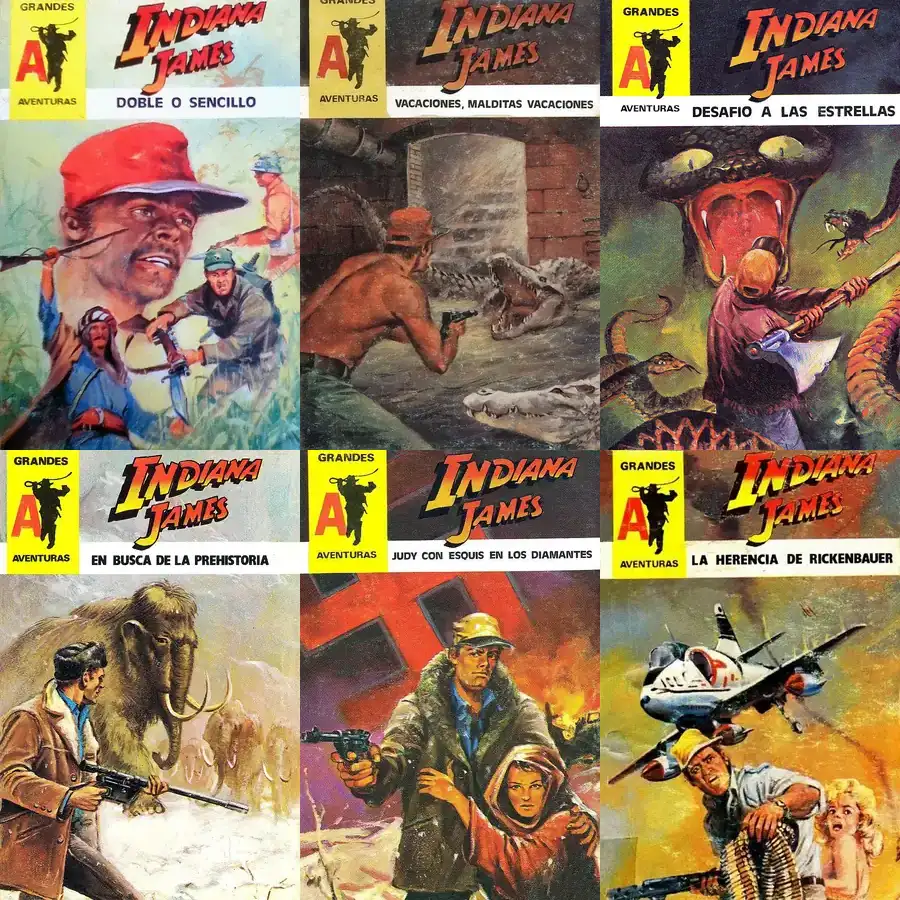 GRANDES
A
AVENTURAS
INDIANA
JAMES
DOBLE O SENCILLO
GRANDES
A
AVENTURAS
INDIANA
JAMES
VACACIONES, MALDITAS VACACIONES
GRANDES
A
AVENTURAS
INDIANA
JAMES
DESAFIO A LAS ESTRELLAS
GRANDES
A
AVENTURAS
INDIANA
JAMES
EN BUSCA DE LA PREHISTORIA
GRANDES
A
AVENTURAS
INDIANA
JAMES
JUDY CON ESQUIS EN LOS DIAMANTES
GRANDES
A
AVENTURAS
INDIANA
JAMES
LA HERENCIA DE RICKENBAUER